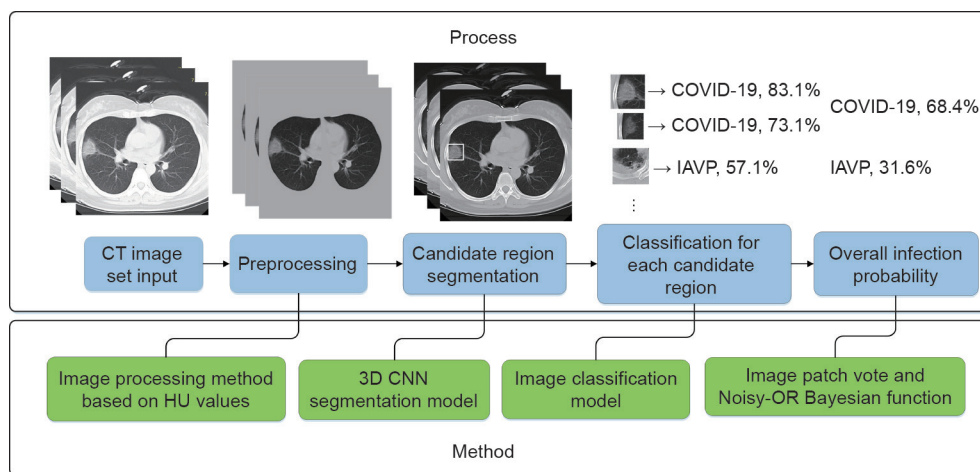 Process
→ COVID-19, 83.1%
→ COVID-19, 73.1%
→ IAVP, 57.1%
⋮
COVID-19, 68.4%
IAVP, 31.6%
CT image
set input
Preprocessing
Candidate region
segmentation
Classification for
each candidate
region
Overall infection
probability
Image processing method
based on HU values
3D CNN
segmentation model
Image classification
model
Image patch vote and
Noisy-OR Bayesian function
Method